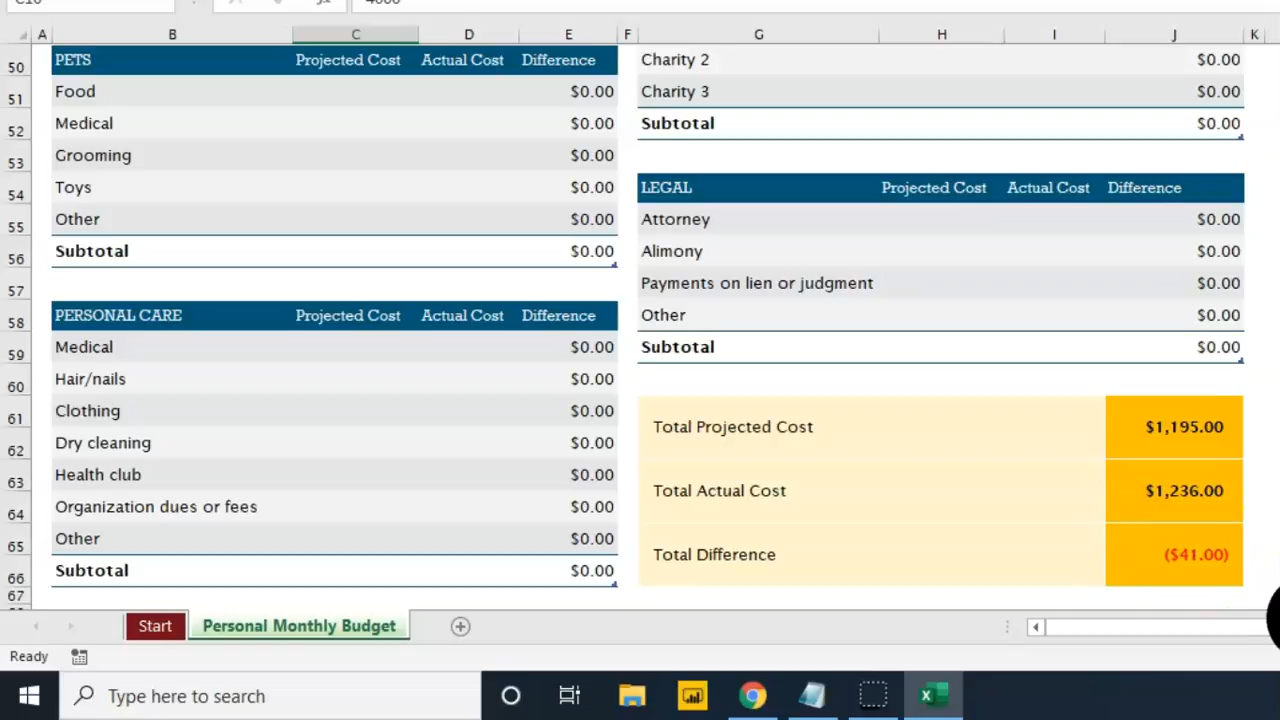 A B C D E F G H I J K
50 PETS Projected Cost Actual Cost Difference
51 Food $0.00
52 Medical $0.00
53 Grooming $0.00
54 Toys $0.00
55 Other $0.00
56 Subtotal $0.00
57
58 PERSONAL CARE Projected Cost Actual Cost Difference
59 Medical $0.00
60 Hair/nails $0.00
61 Clothing $0.00
62 Dry cleaning $0.00
63 Health club $0.00
64 Organization dues or fees $0.00
65 Other $0.00
66 Subtotal $0.00
67
Charity 2 $0.00
Charity 3 $0.00
Subtotal $0.00
LEGAL Projected Cost Actual Cost Difference
Attorney $0.00
Alimony $0.00
Payments on lien or judgment $0.00
Other $0.00
Subtotal $0.00
Total Projected Cost $1,195.00
Total Actual Cost $1,236.00
Total Difference ($41.00)
Start Personal Monthly Budget
Ready
Type here to search